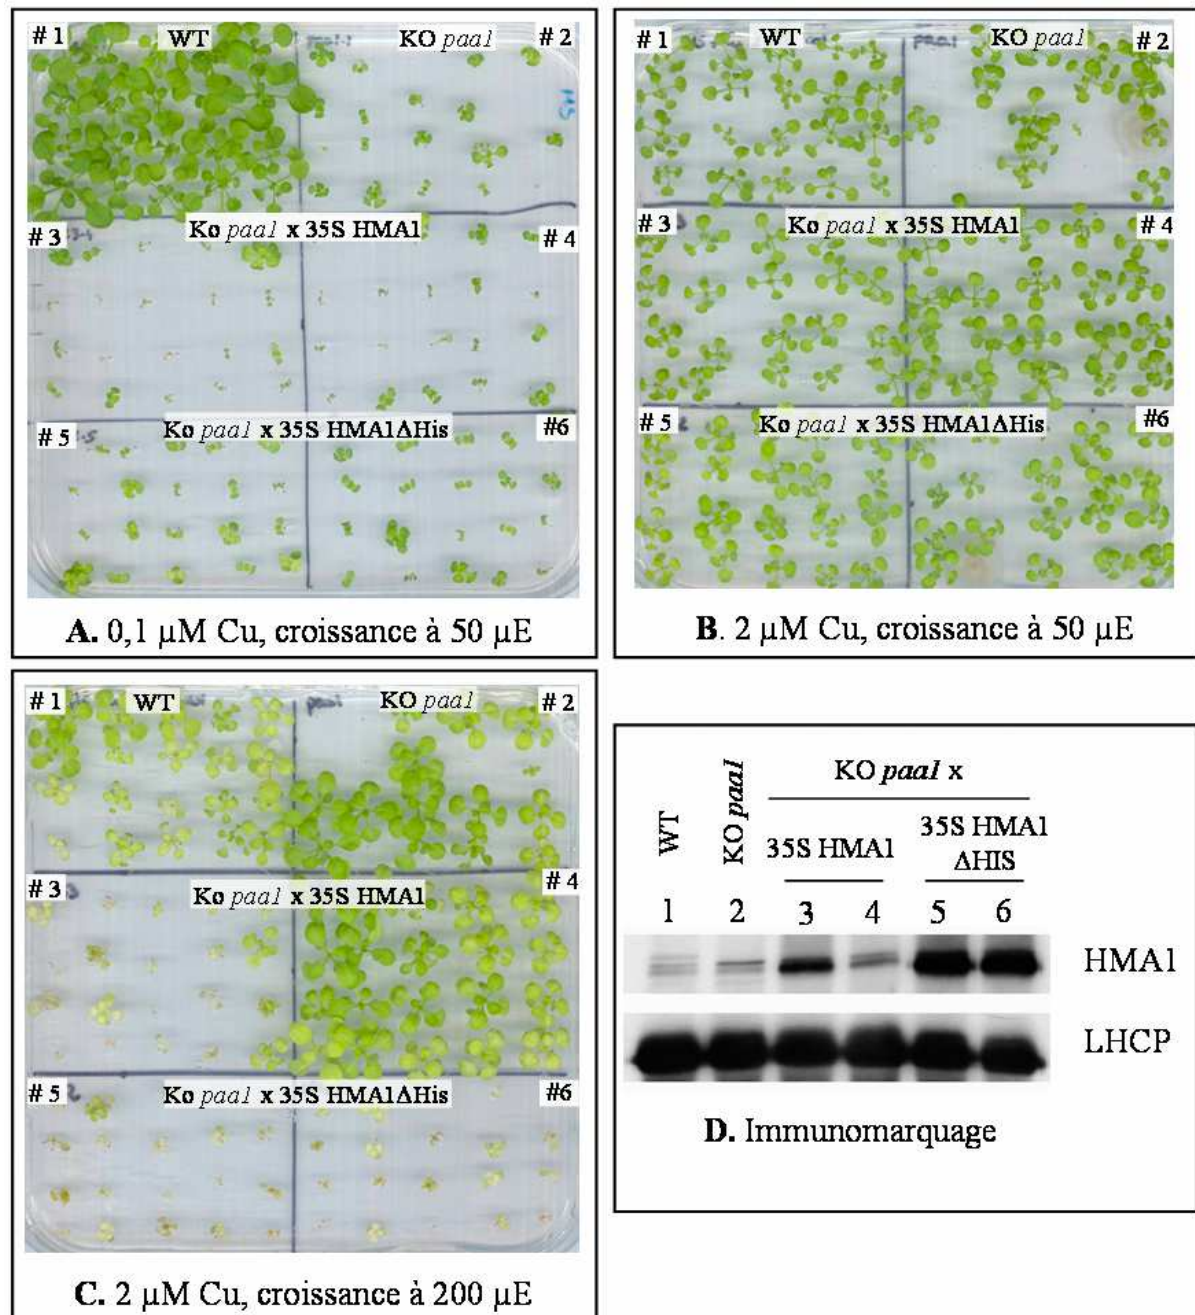 # 1 WT KO paa1 # 2
Ko paa1 x 35S HMA1
# 3 # 4
# 5 Ko paa1 x 35S HMA1ΔHis #6
A. 0,1 µM Cu, croissance à 50 µE
# 1 WT KO paa1 # 2
# 3 Ko paa1 x 35S HMA1 # 4
# 5 Ko paa1 x 35S HMA1ΔHis #6
B. 2 µM Cu, croissance à 50 µE
# 1 WT KO paa1 # 2
# 3 Ko paa1 x 35S HMA1 # 4
# 5 Ko paa1 x 35S HMA1ΔHis #6
C. 2 µM Cu, croissance à 200 µE
KO paa1 x
WT KO paa1 35S HMA1 35S HMA1
ΔHIS
1 2 3 4 5 6
HMA1
LHCP
D. Immunomarquage